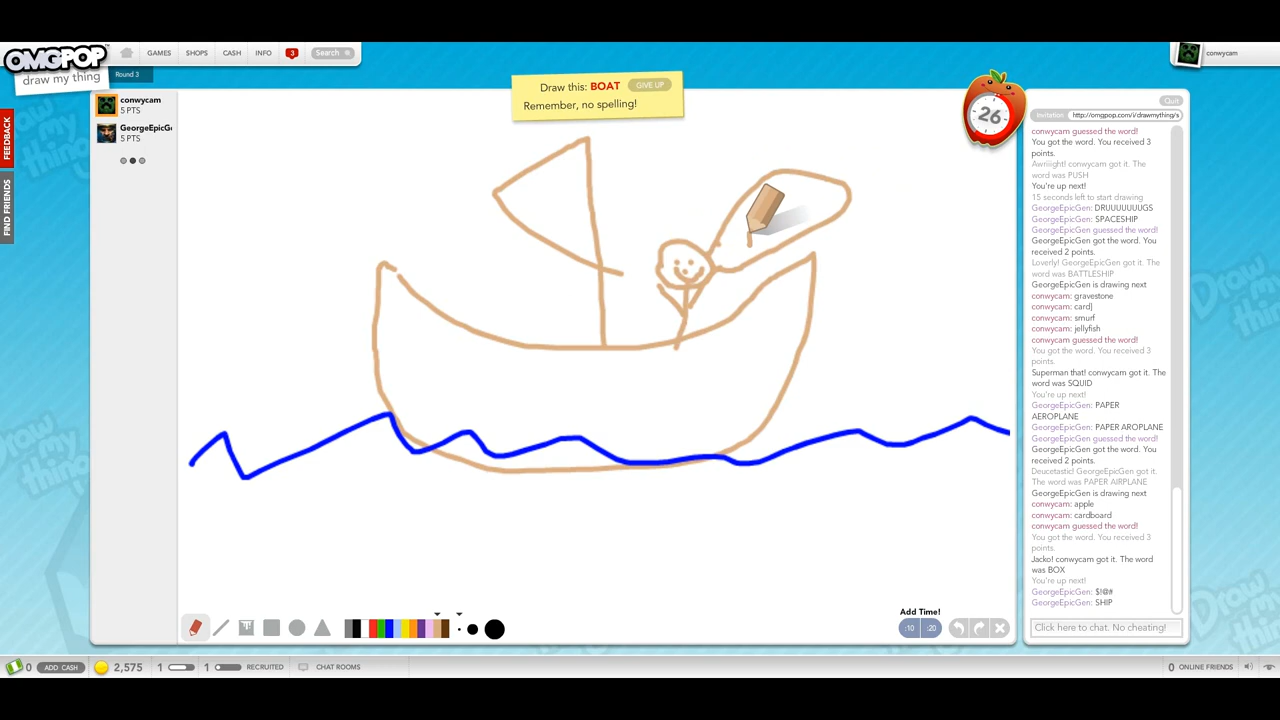 OMGPOP
GAMES SHOPS CASH INFO 3 Search
conwycam
draw my thing
Round 3
Draw this: BOAT GIVE UP
Remember, no spelling!
26
FEEDBACK
FIND FRIENDS
conwycam
5 PTS
GeorgeEpicGe
5 PTS
Quit
Invitation http://omgpop.com/i/drawmything/s
conwycam guessed the word!
You got the word. You received 3
points.
Awriiight! conwycam got it. The
word was PUSH
You're up next!
15 seconds left to start drawing
GeorgeEpicGen: DRUUUUUUGS
GeorgeEpicGen: SPACESHIP
GeorgeEpicGen guessed the word!
GeorgeEpicGen got the word. You
received 2 points.
Loverly! GeorgeEpicGen got it. The
word was BATTLESHIP
GeorgeEpicGen is drawing next
conwycam: gravestone
conwycam: card]
conwycam: smurf
conwycam: jellyfish
conwycam guessed the word!
You got the word. You received 3
points.
Superman that! conwycam got it. The
word was SQUID
You're up next!
GeorgeEpicGen: PAPER
AEROPLANE
GeorgeEpicGen: PAPER AROPLANE
GeorgeEpicGen guessed the word!
GeorgeEpicGen got the word. You
received 2 points.
Deucetastic! GeorgeEpicGen got it.
The word was PAPER AIRPLANE
GeorgeEpicGen is drawing next
conwycam: apple
conwycam: cardboard
conwycam guessed the word!
You got the word. You received 3
points.
Jacko! conwycam got it. The word
was BOX
You're up next!
GeorgeEpicGen: $!@#
GeorgeEpicGen: SHIP
Click here to chat. No cheating!
Add Time!
:10 :20
0 ADD CASH 2,575 1 1 RECRUITED CHAT ROOMS 0 ONLINE FRIENDS